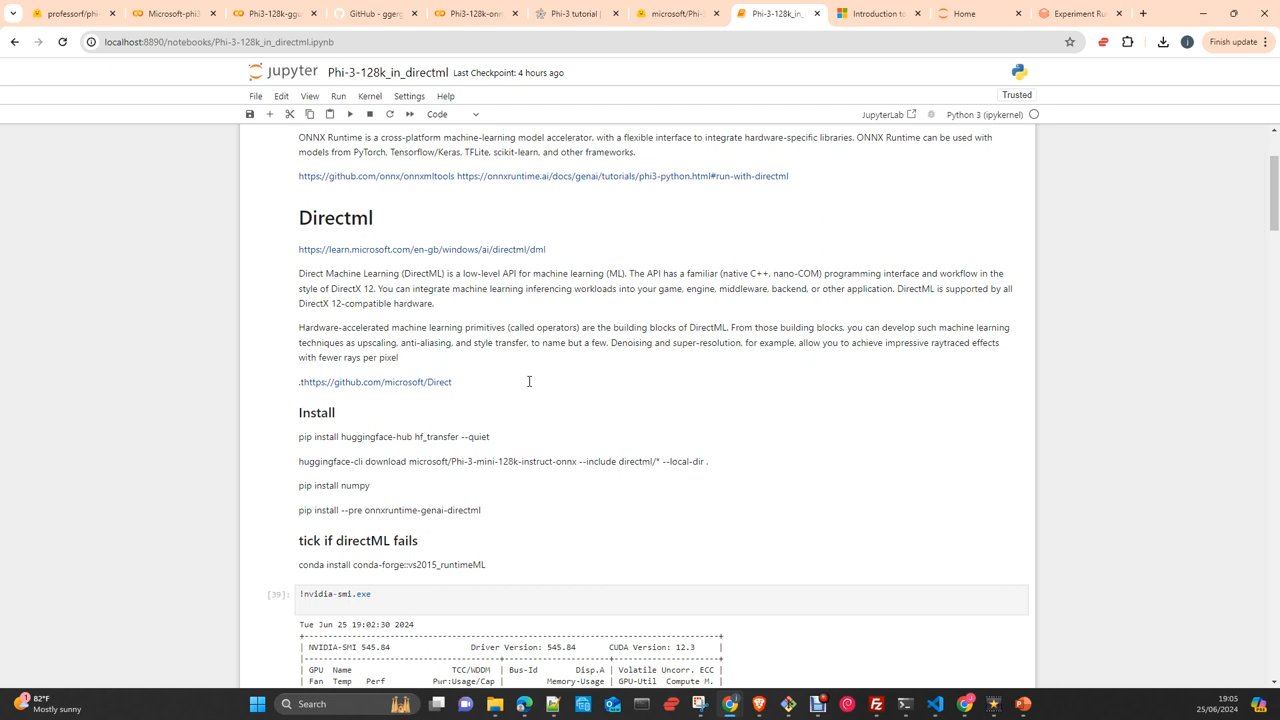 professor/phi
Microsoft-phi
Phi3-128k-ggu
GitHub - ggerg
Phi3-128k-onn
Phi-3 tutorial |
microsoft/Phi-3
Phi-3-128k_in_
Introduction to
Home
Experiment Ru
localhost:8890/notebooks/Phi-3-128k_in_directml.ipynb
Finish update
jupyter Phi-3-128k_in_directml Last Checkpoint: 4 hours ago
File Edit View Run Kernel Settings Help
Trusted
Code
JupyterLab
Python 3 (ipykernel)
ONNX Runtime is a cross-platform machine-learning model accelerator, with a flexible interface to integrate hardware-specific libraries. ONNX Runtime can be used with
models from PyTorch, Tensorflow/Keras, TFLite, scikit-learn, and other frameworks.
https://github.com/onnx/onnxmltools https://onnxruntime.ai/docs/genai/tutorials/phi3-python.html#run-with-directml
Directml
https://learn.microsoft.com/en-gb/windows/ai/directml/dml
Direct Machine Learning (DirectML) is a low-level API for machine learning (ML). The API has a familiar (native C++, nano-COM) programming interface and workflow in the
style of DirectX 12. You can integrate machine learning inferencing workloads into your game, engine, middleware, backend, or other application. DirectML is supported by all
DirectX 12-compatible hardware.
Hardware-accelerated machine learning primitives (called operators) are the building blocks of DirectML. From those building blocks, you can develop such machine learning
techniques as upscaling, anti-aliasing, and style transfer, to name but a few. Denoising and super-resolution, for example, allow you to achieve impressive raytraced effects
with fewer rays per pixel
.thttps://github.com/microsoft/Direct
Install
pip install huggingface-hub hf_transfer --quiet
huggingface-cli download microsoft/Phi-3-mini-128k-instruct-onnx --include directml/* --local-dir .
pip install numpy
pip install --pre onnxruntime-genai-directml
tick if directML fails
conda install conda-forge::vs2015_runtimeML
[39]: !nvidia-smi.exe
Tue Jun 25 19:02:30 2024
NVIDIA-SMI 545.84 Driver Version: 545.84 CUDA Version: 12.3
GPU Name TCC/WDDM | Bus-Id Disp.A | Volatile Uncorr. ECC
Fan Temp Perf Pwr:Usage/Cap | Memory-Usage | GPU-Util Compute M.
82°F
Mostly sunny
Search
19:05
25/06/2024